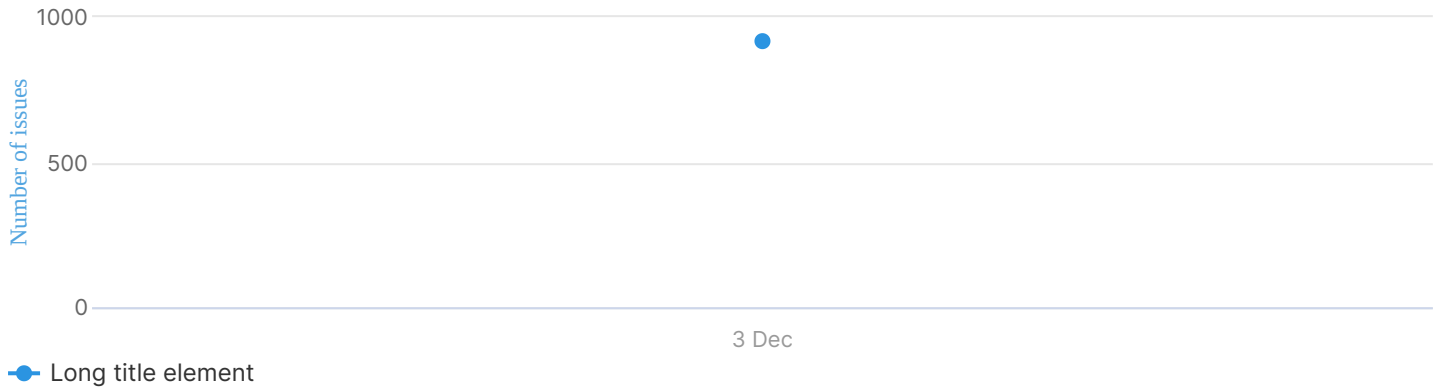 1000
Number of issues
500
0
3 Dec
Long title element